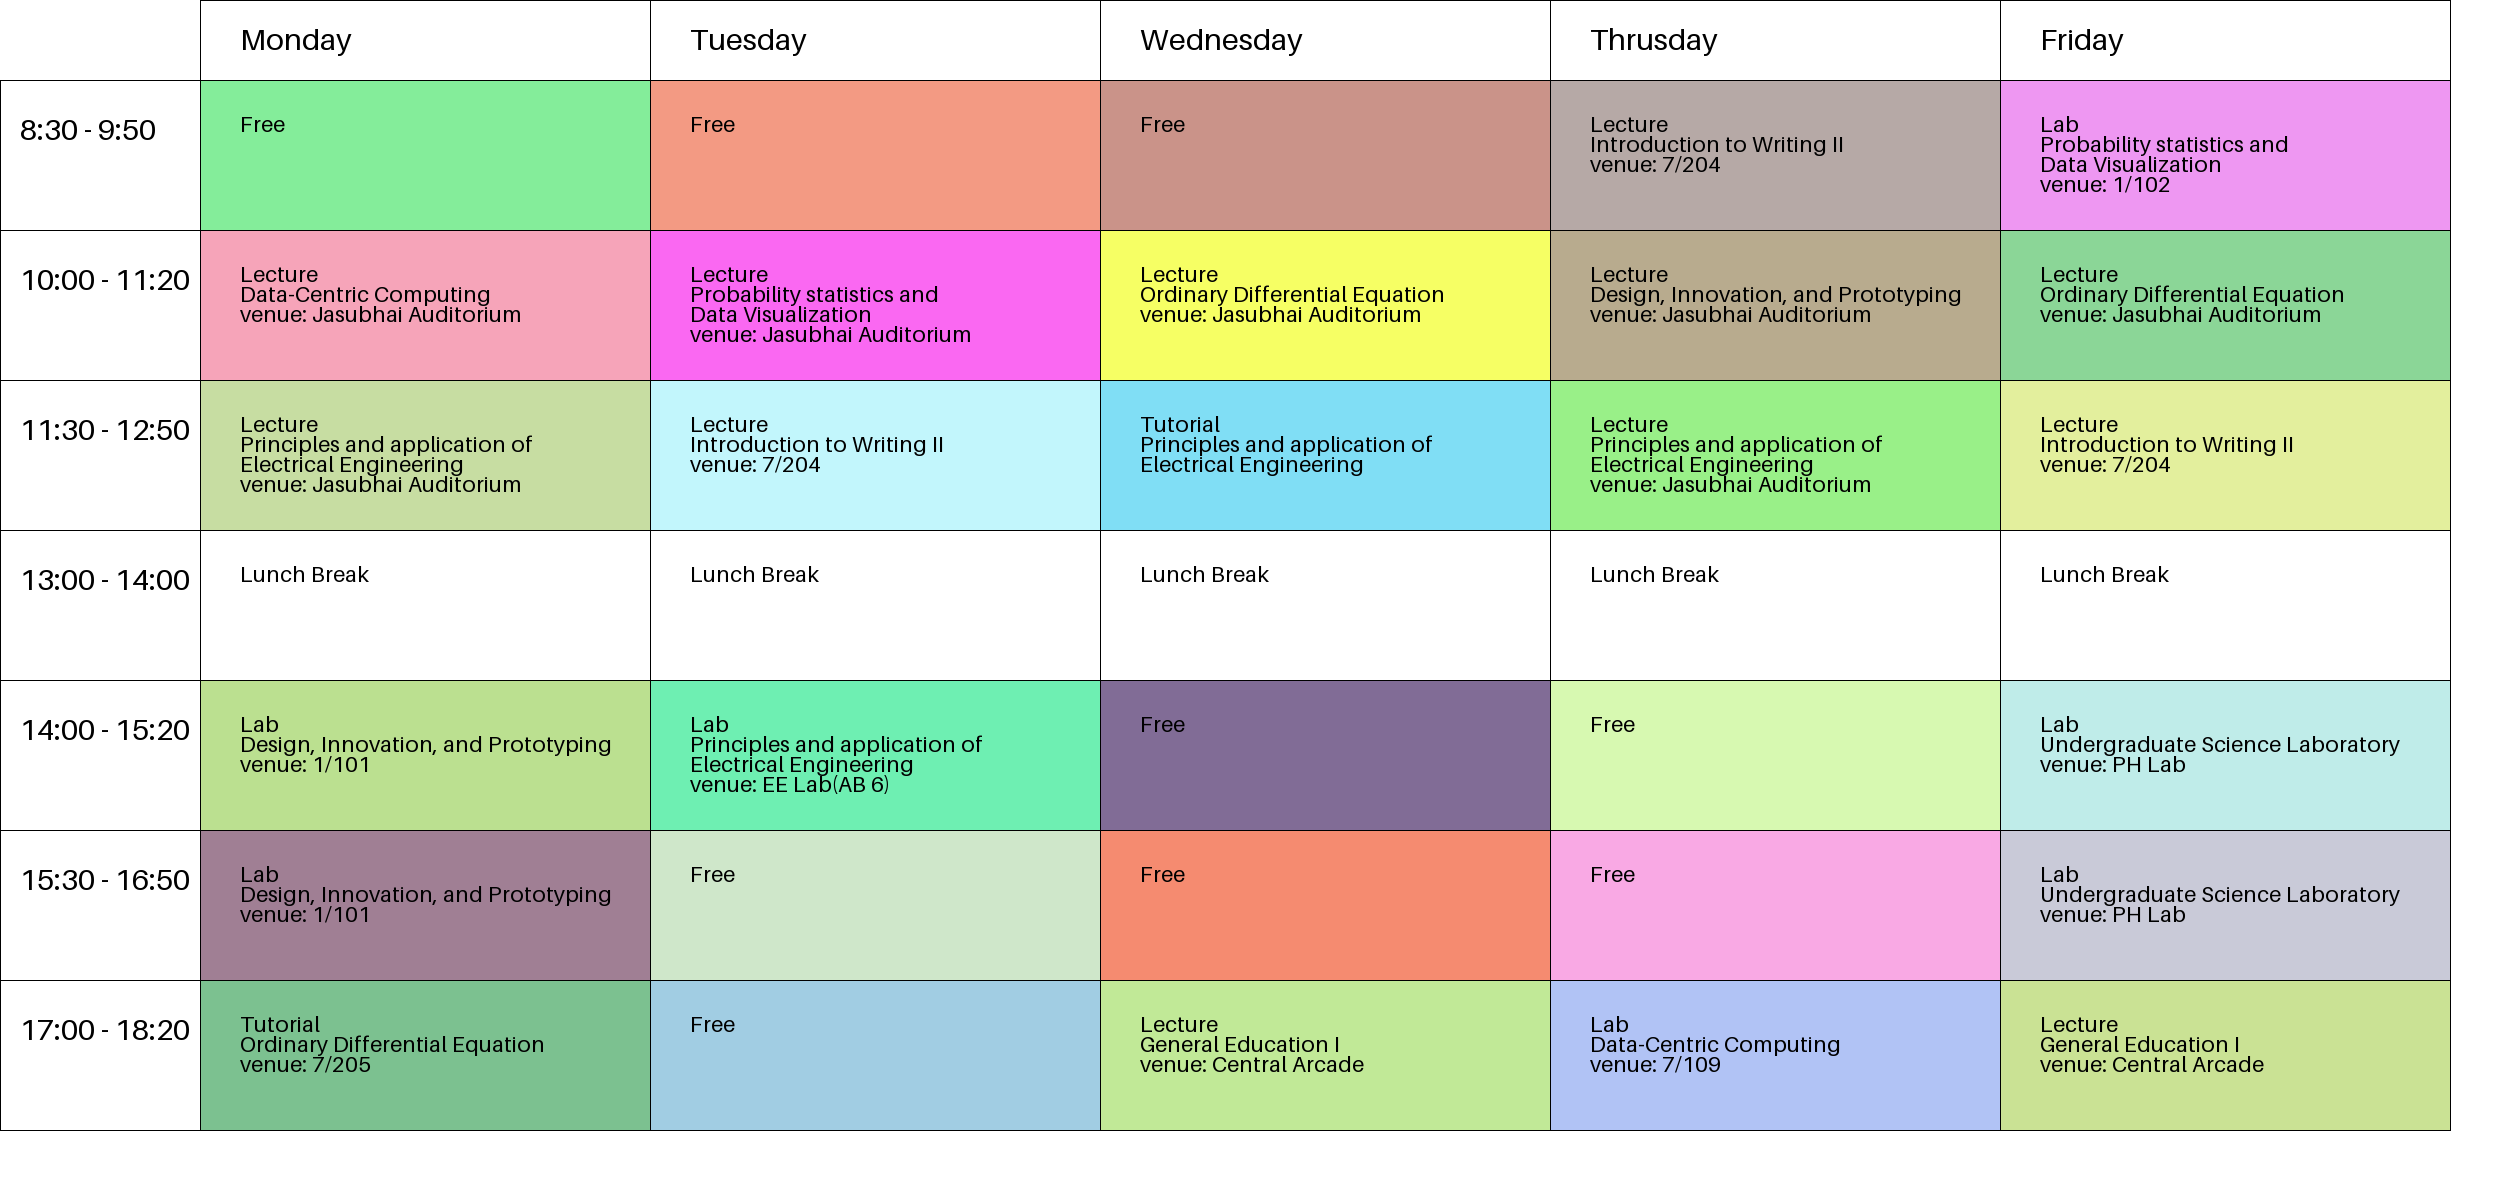 Monday
Tuesday
Wednesday
Thrusday
Friday
8:30 - 9:50
Free
Free
Free
Lecture
Introduction to Writing II
venue: 7/204
Lab
Probability statistics and
Data Visualization
venue: 1/102
10:00 - 11:20
Lecture
Data-Centric Computing
venue: Jasubhai Auditorium
Lecture
Probability statistics and
Data Visualization
venue: Jasubhai Auditorium
Lecture
Ordinary Differential Equation
venue: Jasubhai Auditorium
Lecture
Design, Innovation, and Prototyping
venue: Jasubhai Auditorium
Lecture
Ordinary Differential Equation
venue: Jasubhai Auditorium
11:30 - 12:50
Lecture
Principles and application of
Electrical Engineering
venue: Jasubhai Auditorium
Lecture
Introduction to Writing II
venue: 7/204
Tutorial
Principles and application of
Electrical Engineering
Lecture
Principles and application of
Electrical Engineering
venue: Jasubhai Auditorium
Lecture
Introduction to Writing II
venue: 7/204
13:00 - 14:00
Lunch Break
Lunch Break
Lunch Break
Lunch Break
Lunch Break
14:00 - 15:20
Lab
Design, Innovation, and Prototyping
venue: 1/101
Lab
Principles and application of
Electrical Engineering
venue: EE Lab(AB 6)
Free
Free
Lab
Undergraduate Science Laboratory
venue: PH Lab
15:30 - 16:50
Lab
Design, Innovation, and Prototyping
venue: 1/101
Free
Free
Free
Lab
Undergraduate Science Laboratory
venue: PH Lab
17:00 - 18:20
Tutorial
Ordinary Differential Equation
venue: 7/205
Free
Lecture
General Education I
venue: Central Arcade
Lab
Data-Centric Computing
venue: 7/109
Lecture
General Education I
venue: Central Arcade